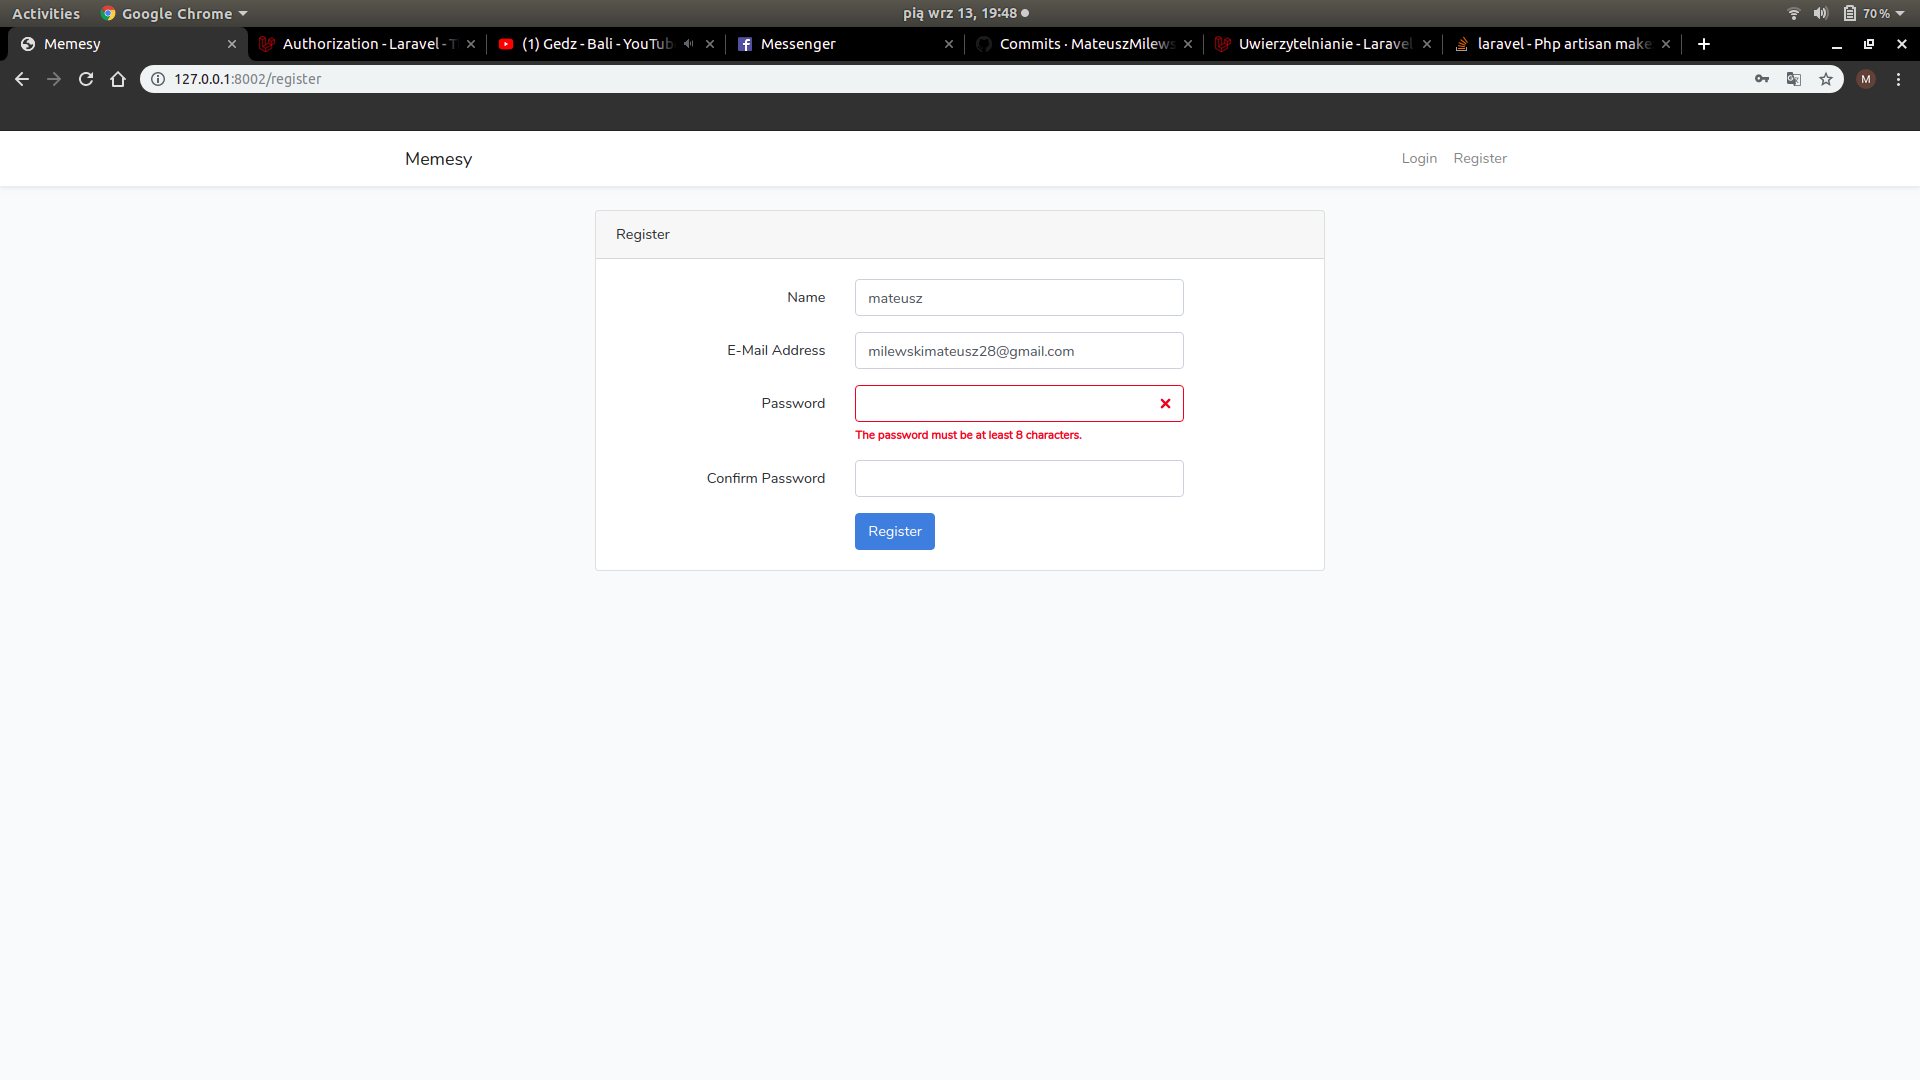 Activities Google Chrome pią wrz 13, 19:48 70 %
Memesy Authorization - Laravel - (1) Gedz - Bali - YouTub Messenger Commits · MateuszMilews Uwierzytelnianie - Laravel laravel - Php artisan make
127.0.0.1:8002/register M
Memesy Login Register
Register
Name mateusz
E-Mail Address milewskimateusz28@gmail.com
Password
The password must be at least 8 characters.
Confirm Password
Register